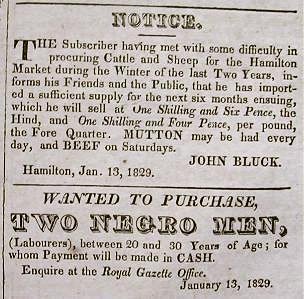 NOTICE.
THE Subscriber having met with some difficulty in
procuring Cattle and Sheep for the Hamilton
Market during the Winter of the last Two Years, in-
forms his Friends and the Public, that he has import-
ed a sufficient supply for the next six months ensuing,
which he will sell at One Shilling and Six Pence, the
Hind, and One Shilling and Four Pence, per pound,
the Fore Quarter. MUTTON may be had every
day, and BEEF on Saturdays.
JOHN BLUCK.
Hamilton, Jan. 13, 1829.
WANTED TO PURCHASE,
TWO NEGRO MEN,
(Labourers), between 20 and 30 Years of Age; for
whom Payment will be made in CASH.
Enquire at the Royal Gazette Office.
January 13, 1829.